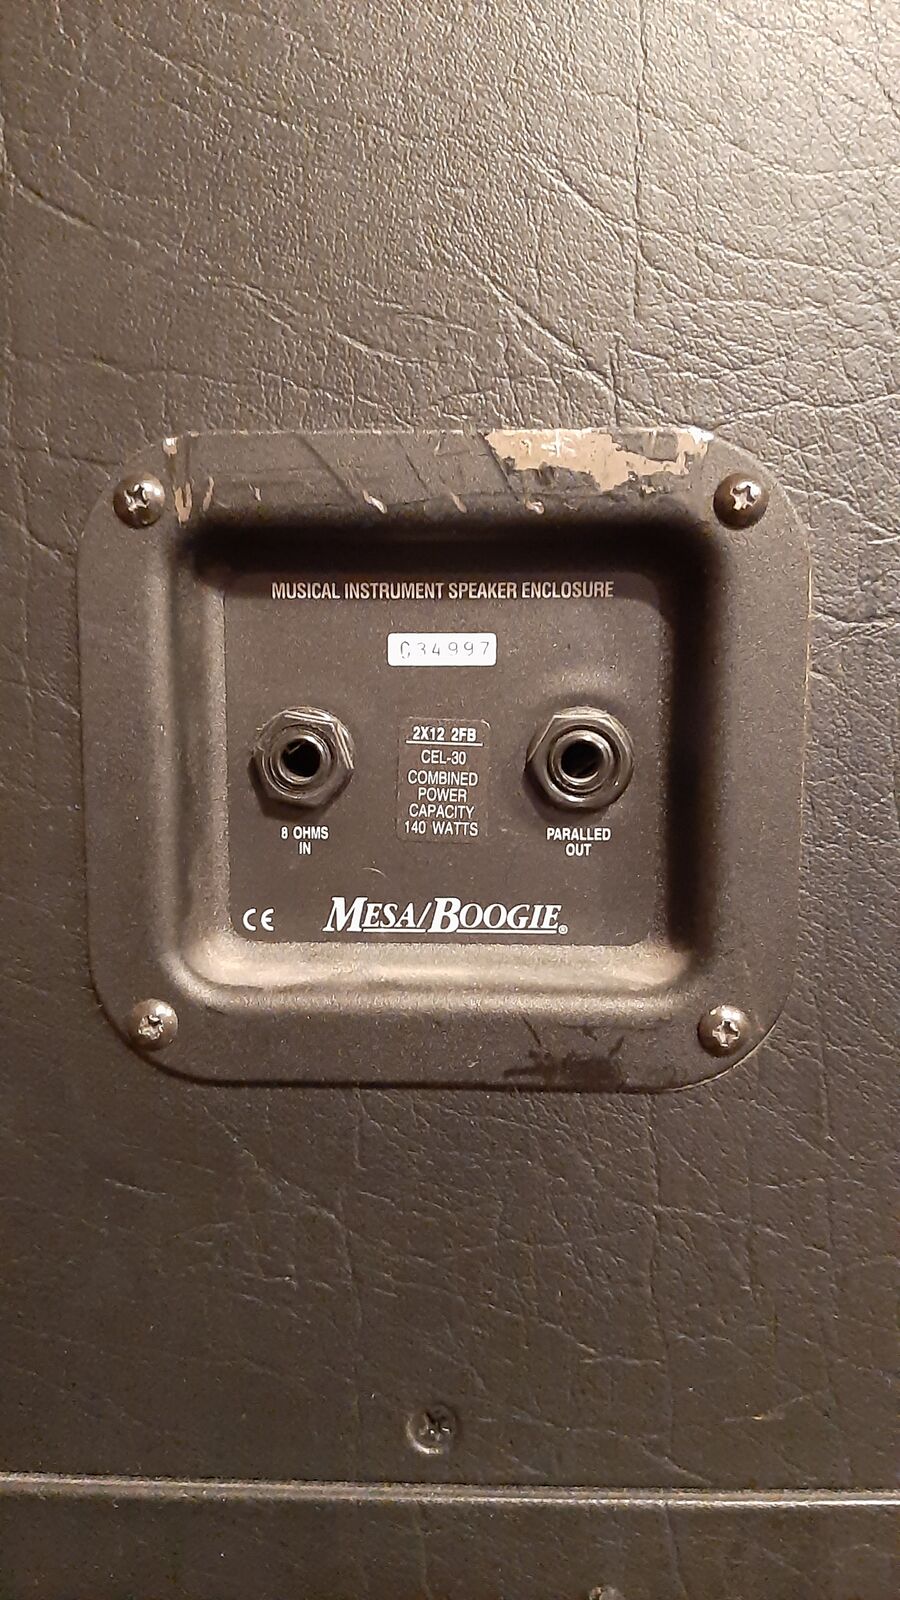 MUSICAL INSTRUMENT SPEAKER ENCLOSURE
C34997
2X12 2FB
CEL-30
COMBINED
POWER
CAPACITY
140 WATTS
8 OHMS
IN
PARALLED
OUT
CE
MESA/BOOGIE®